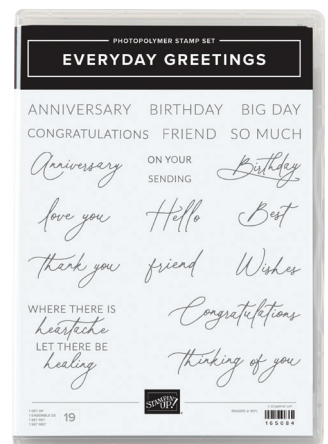 PHOTOPOLYMER STAMP SET
EVERYDAY GREETINGS
ANNIVERSARY BIRTHDAY BIG DAY
CONGRATULATIONS FRIEND SO MUCH
Anniversary ON YOUR SENDING Birthday
love you Hello Best
thank you friend Wishes
WHERE THERE IS
heartache
LET THERE BE
healing
Congratulations
Thinking of you
STAMPIN' UP!
19
165684